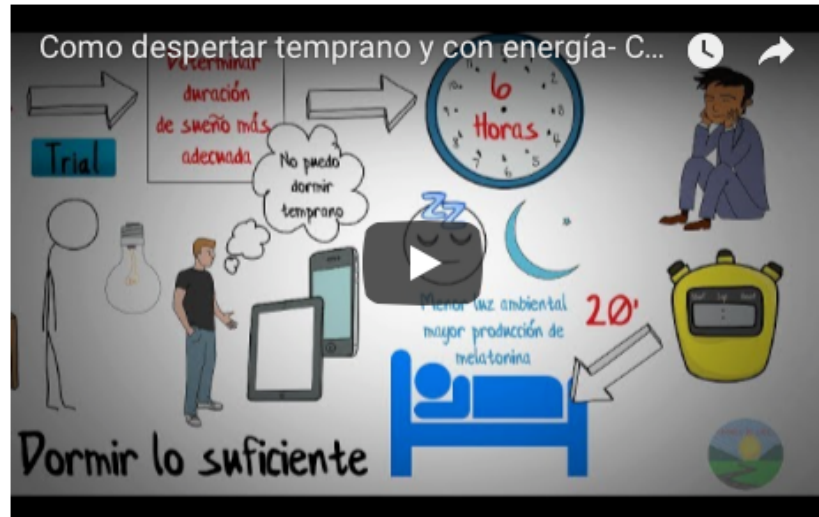 Como despertar temprano y con energía- C...
Determinar
duración
de sueño más
adecuada
6
Horas
Trial
No puedo
dormir
temprano
Menor luz ambiental
mayor producción de
melatonina
20'
Dormir lo suficiente